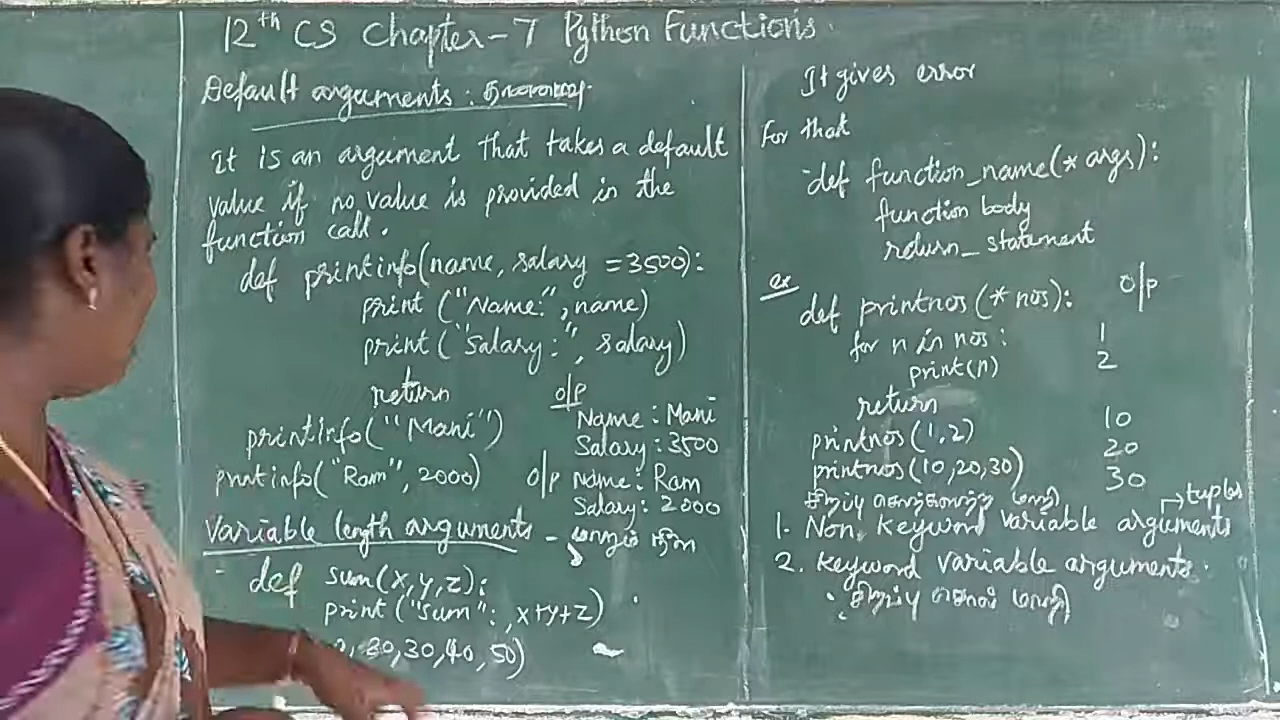 12th CS Chapter-7 Python Functions.
Default arguments :
It is an argument that takes a default
value if no value is provided in the
function call.
def printinfo(name, salary =3500):
print ("Name:", name)
print ("Salary:", salary)
return
o/p
printinfo("Mani")
Name : Mani
Salary : 3500
printinfo("Ram", 2000)
o/p Name : Ram
Salary : 2000
Variable length arguments -
def sum(x,y,z):
print ("Sum":, x+y+z)
30,30,40,50)
It gives error
For that
def function_name(*args):
function body
return_statement
ex
def printnos (*nos):
for n in nos :
print(n)
return
printnos (1,2)
printnos (10,20,30)
o/p
1
2
10
20
30
→ tuples
1. Non, keyword variable arguments
2. keyword variable arguments.